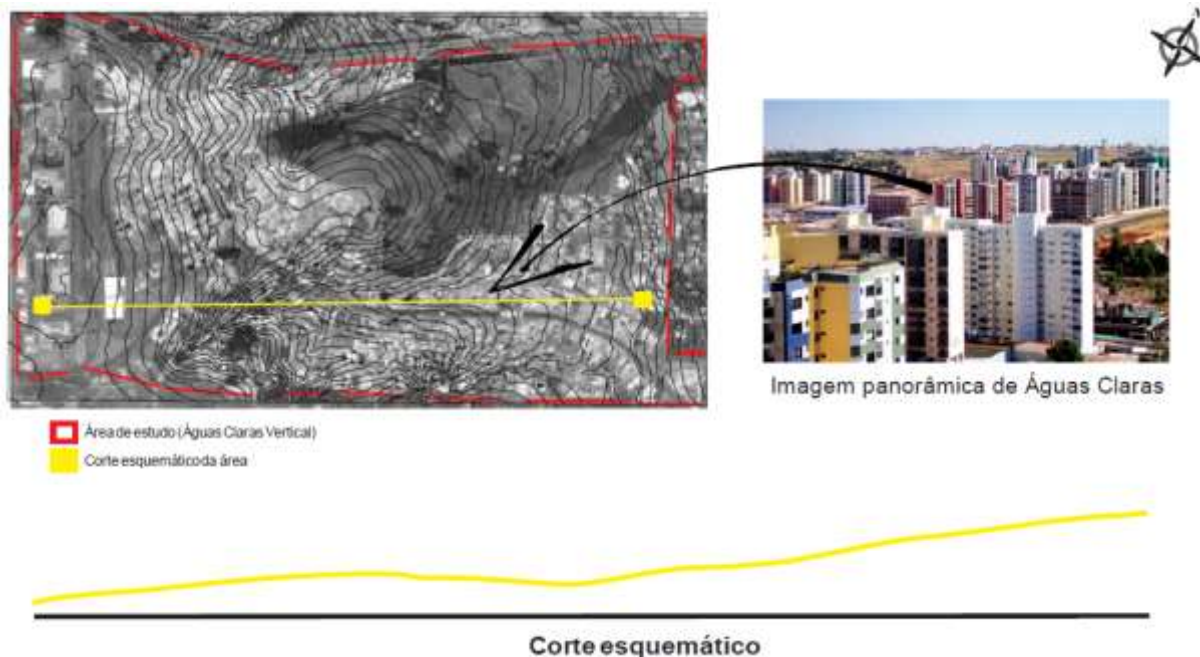 Imagem panorâmica de Águas Claras
Área de estudo (Águas Claras Vertical)
Corte esquemático da área
Corte esquemático